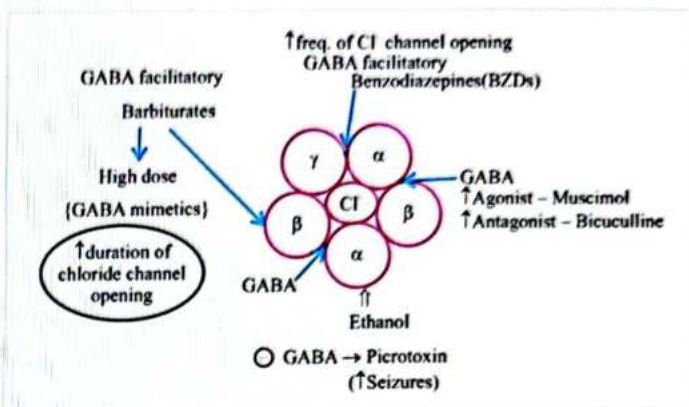 ↑freq. of Cl⁻ channel opening
GABA facilitatory
Benzodiazepines(BZDs)
GABA facilitatory
Barbiturates
High dose
{GABA mimetics}
↑duration of
chloride channel
opening
γ
α
Cl⁻
β
β
α
GABA
↑Agonist – Muscimol
↑Antagonist – Bicuculline
GABA
⇑
Ethanol
⊖ GABA → Picrotoxin
(↑Seizures)